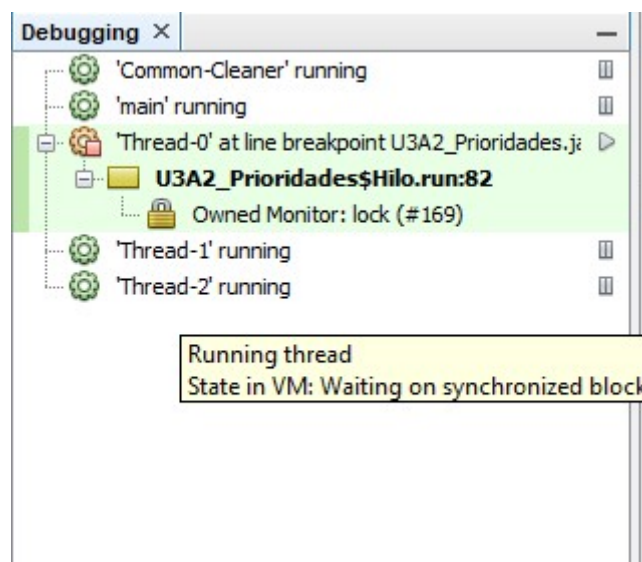 Debugging
'Common-Cleaner' running
'main' running
'Thread-0' at line breakpoint U3A2_Prioridades.ja
U3A2_Prioridades$Hilo.run:82
Owned Monitor: lock (#169)
'Thread-1' running
'Thread-2' running
Running thread
State in VM: Waiting on synchronized block